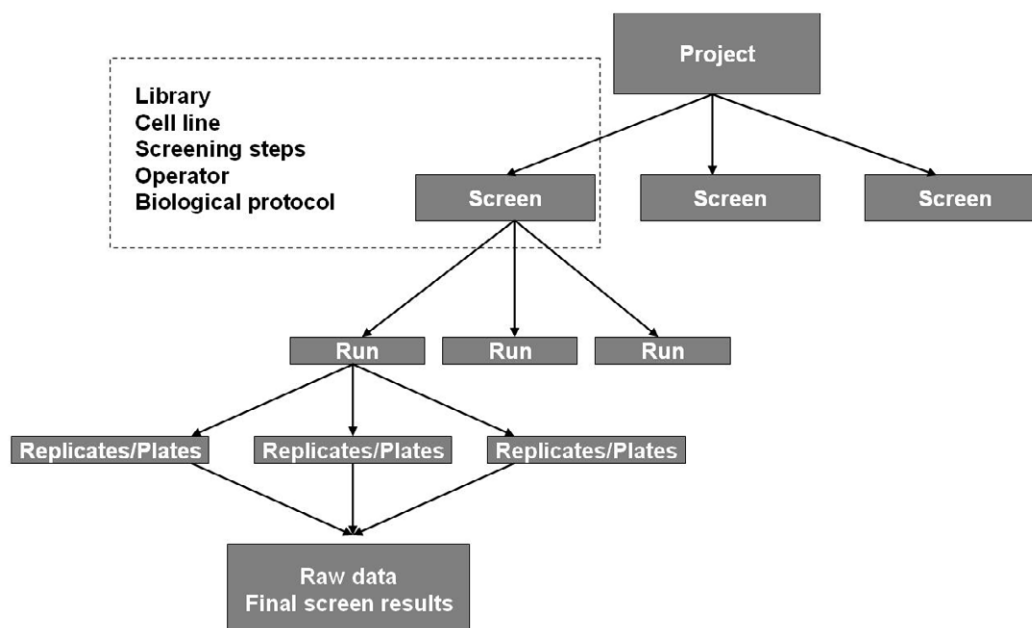 Project
Library
Cell line
Screening steps
Operator
Biological protocol
Screen
Screen
Screen
Run
Run
Run
Replicates/Plates
Replicates/Plates
Replicates/Plates
Raw data
Final screen results